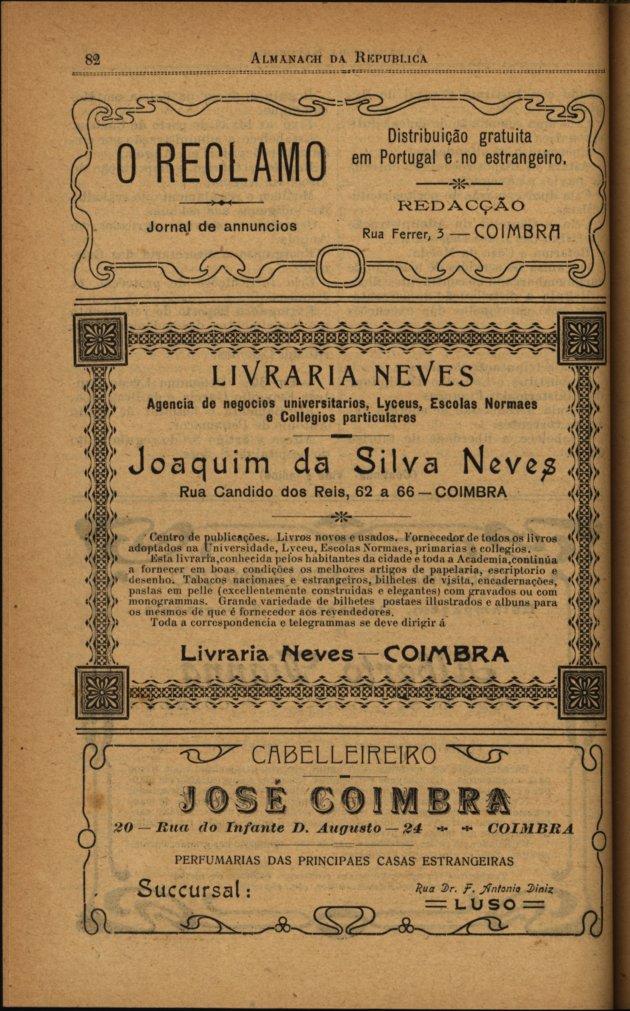 82
ALMANACH DA REPUBLICA
O RECLAMO
Jornal de annuncios
Distribuição gratuita
em Portugal e no estrangeiro.
REDACÇÃO
Rua Ferrer, 3 — COIMBRA
LIVRARIA NEVES
Agencia de negocios universitarios, Lyceus, Escolas Normaes
e Collegios particulares
Joaquim da Silva Neves
Rua Candido dos Reis, 62 a 66 — COIMBRA
Centro de publicações. Livros novos e usados. Fornecedor de todos os livros
adoptados na Universidade, Lyceu, Escolas Normaes, primarias e collegios.
Esta livraria, conhecida pelos habitantes da cidade e toda a Academia, continúa
a fornecer em boas condições os melhores artigos de papelaria, escriptorio e
desenho. Tabacos nacionaes e estrangeiros, bilhetes de visita, encadernações,
pastas em pelle (excellentemente construidas e elegantes) com gravados ou com
monogrammas. Grande variedade de bilhetes postaes illustrados e albuns para
os mesmos de que é fornecedor aos revendedores.
Toda a correspondencia e telegrammas se deve dirigir á
Livraria Neves — COIMBRA
CABELLEIREIRO
JOSÉ COIMBRA
20 — Rua do Infante D. Augusto — 24 COIMBRA
PERFUMARIAS DAS PRINCIPAES CASAS ESTRANGEIRAS
Succursal:
Rua Dr. F. Antonio Diniz
= LUSO =